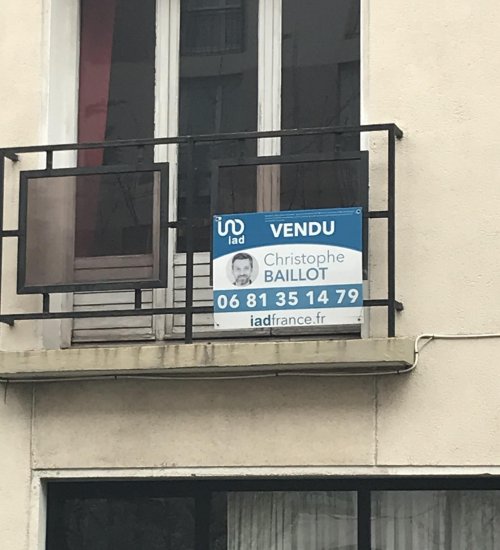 iad
VENDU
Christophe
BAILLOT
06 81 35 14 79
iadfrance.fr